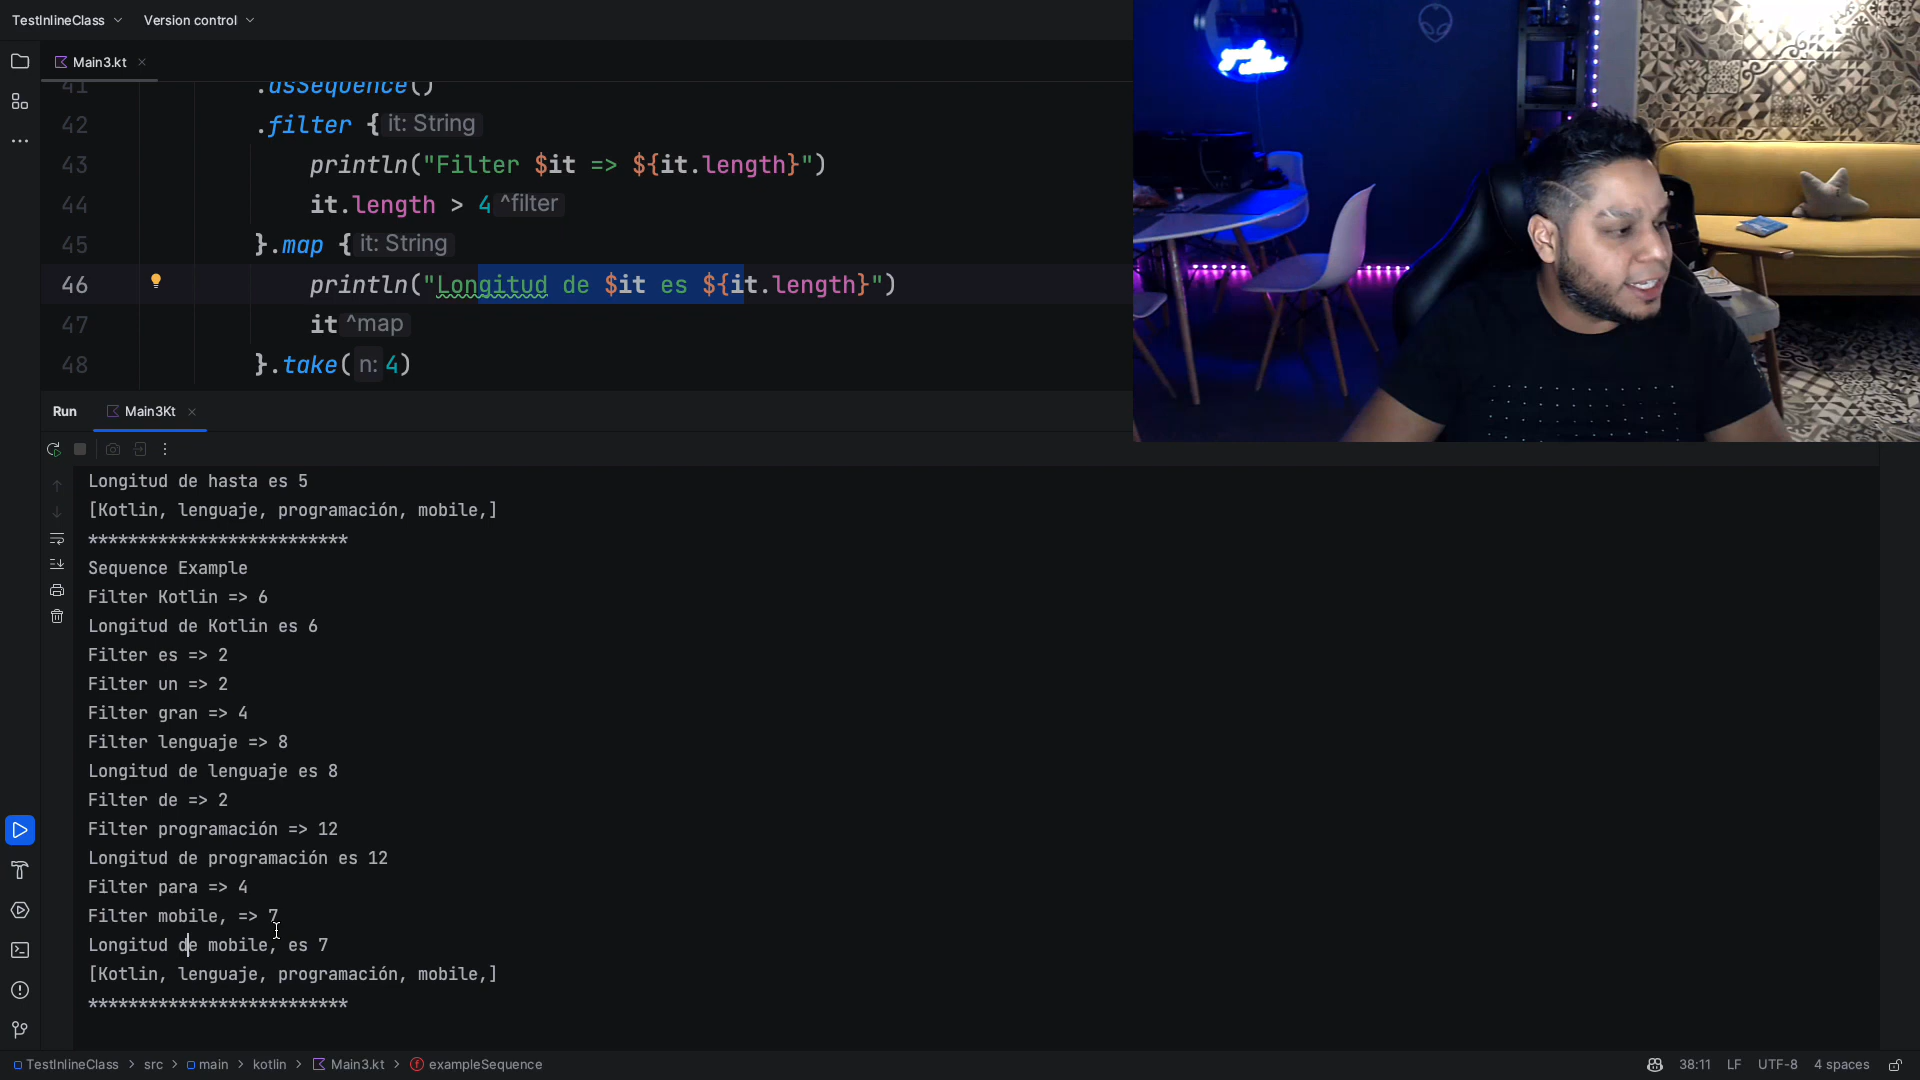 TestInlineClass
Version control
Main3.kt
41 .asSequence()
42 .filter { it: String
43 println("Filter $it => ${it.length}")
44 it.length > 4 ^filter
45 }.map { it: String
46 println("Longitud de $it es ${it.length}")
47 it ^map
48 }.take( n: 4)
Run
Main3Kt
Longitud de hasta es 5
[Kotlin, lenguaje, programación, mobile,]
**************************
Sequence Example
Filter Kotlin => 6
Longitud de Kotlin es 6
Filter es => 2
Filter un => 2
Filter gran => 4
Filter lenguaje => 8
Longitud de lenguaje es 8
Filter de => 2
Filter programación => 12
Longitud de programación es 12
Filter para => 4
Filter mobile, => 7
Longitud de mobile, es 7
[Kotlin, lenguaje, programación, mobile,]
**************************
TestInlineClass > src > main > kotlin > Main3.kt > exampleSequence
38:11 LF UTF-8 4 spaces